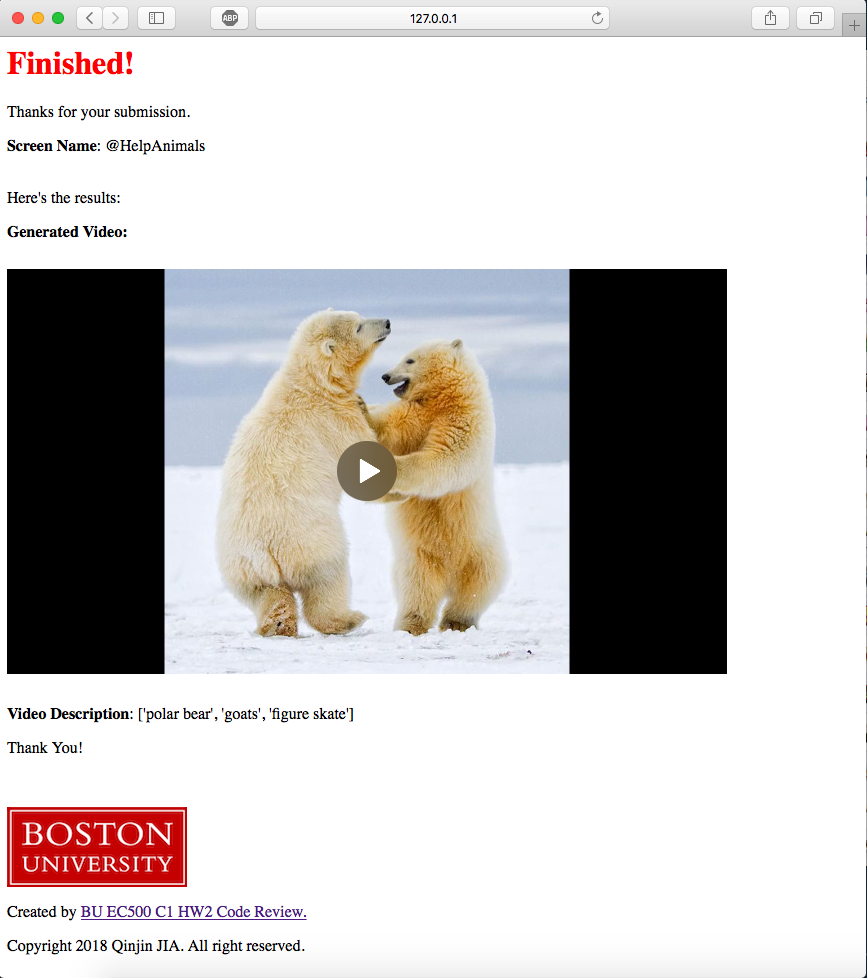 ABP
127.0.0.1
Finished!
Thanks for your submission.
Screen Name: @HelpAnimals
Here's the results:
Generated Video:
Video Description: ['polar bear', 'goats', 'figure skate']
Thank You!
BOSTON
UNIVERSITY
Created by BU EC500 C1 HW2 Code Review.
Copyright 2018 Qinjin JIA. All right reserved.